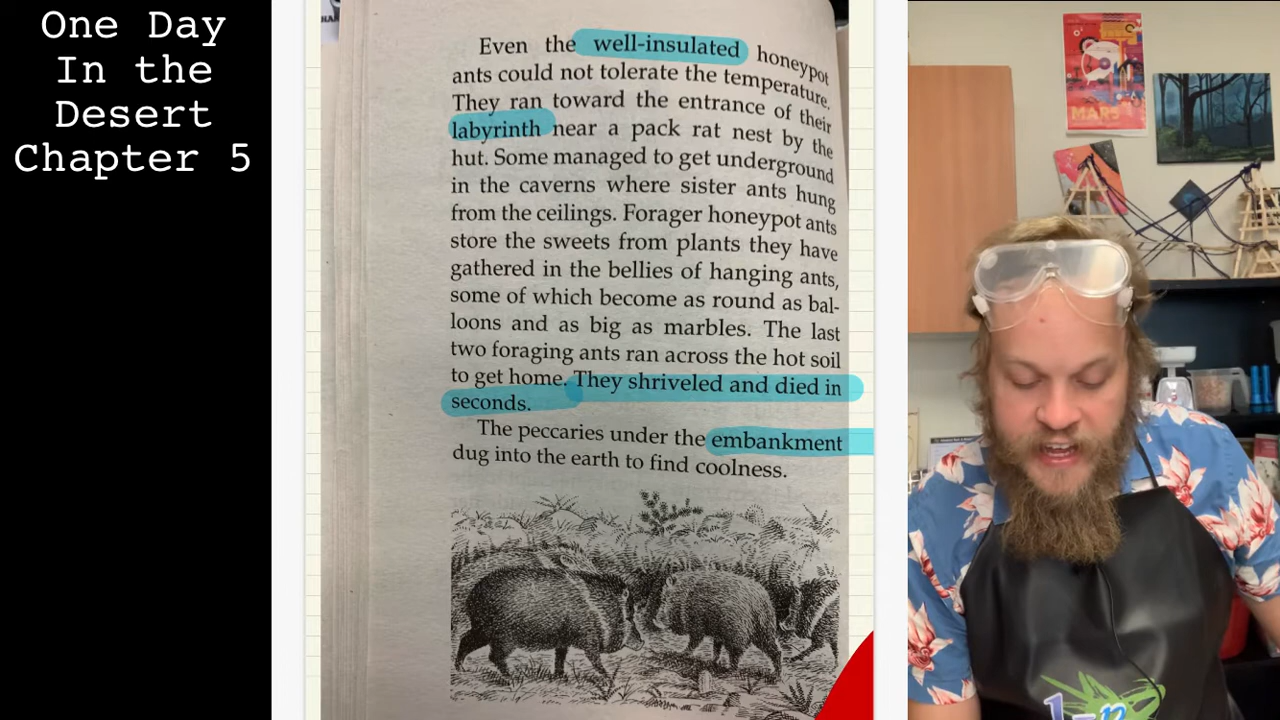 One Day
In the
Desert
Chapter 5
Even the well-insulated honeypot
ants could not tolerate the temperature.
They ran toward the entrance of their
labyrinth near a pack rat nest by the
hut. Some managed to get underground
in the caverns where sister ants hung
from the ceilings. Forager honeypot ants
store the sweets from plants they have
gathered in the bellies of hanging ants,
some of which become as round as bal-
loons and as big as marbles. The last
two foraging ants ran across the hot soil
to get home. They shriveled and died in
seconds.
The peccaries under the embankment
dug into the earth to find coolness.
MARS